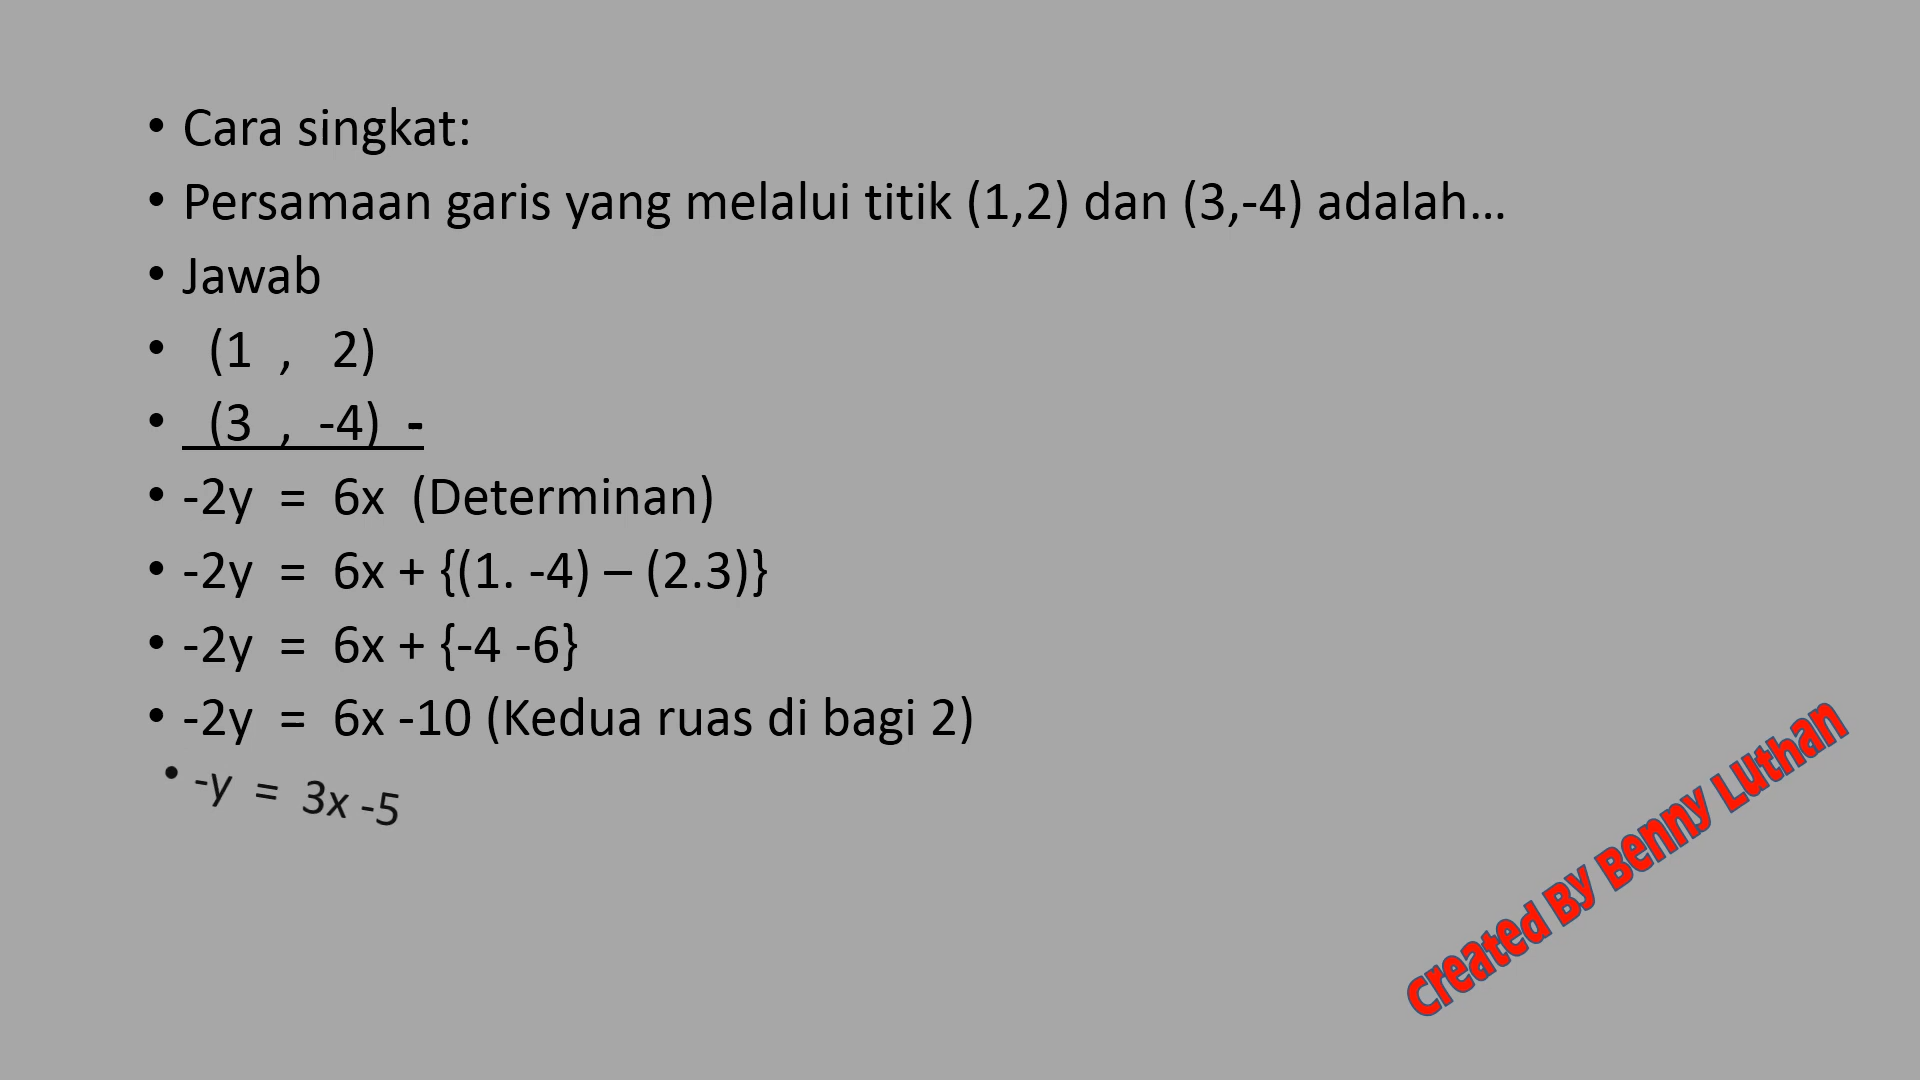 • Cara singkat:
• Persamaan garis yang melalui titik (1,2) dan (3,-4) adalah...
• Jawab
• (1 , 2)
• (3 , -4) -
• -2y = 6x (Determinan)
• -2y = 6x + {(1. -4) – (2.3)}
• -2y = 6x + {-4 -6}
• -2y = 6x -10 (Kedua ruas di bagi 2)
• -y = 3x -5
Created By Benny Luthan